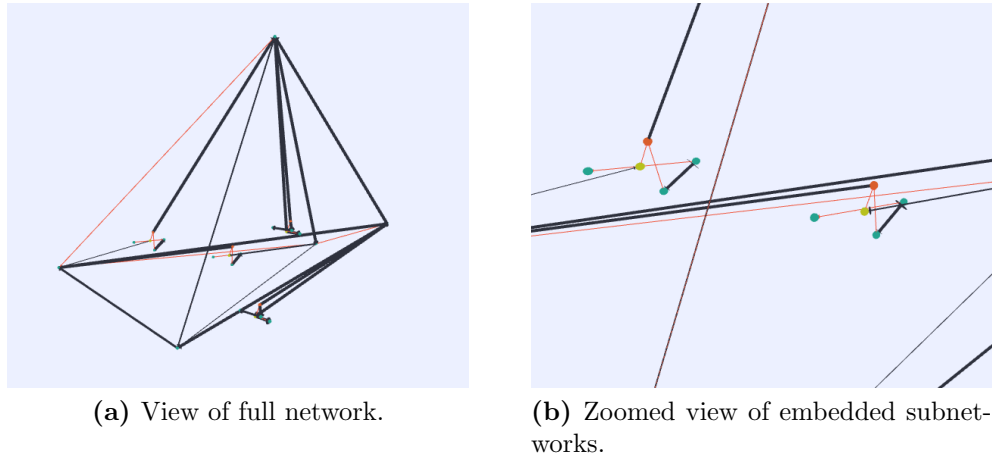 (a) View of full network.
(b) Zoomed view of embedded subnet-
works.